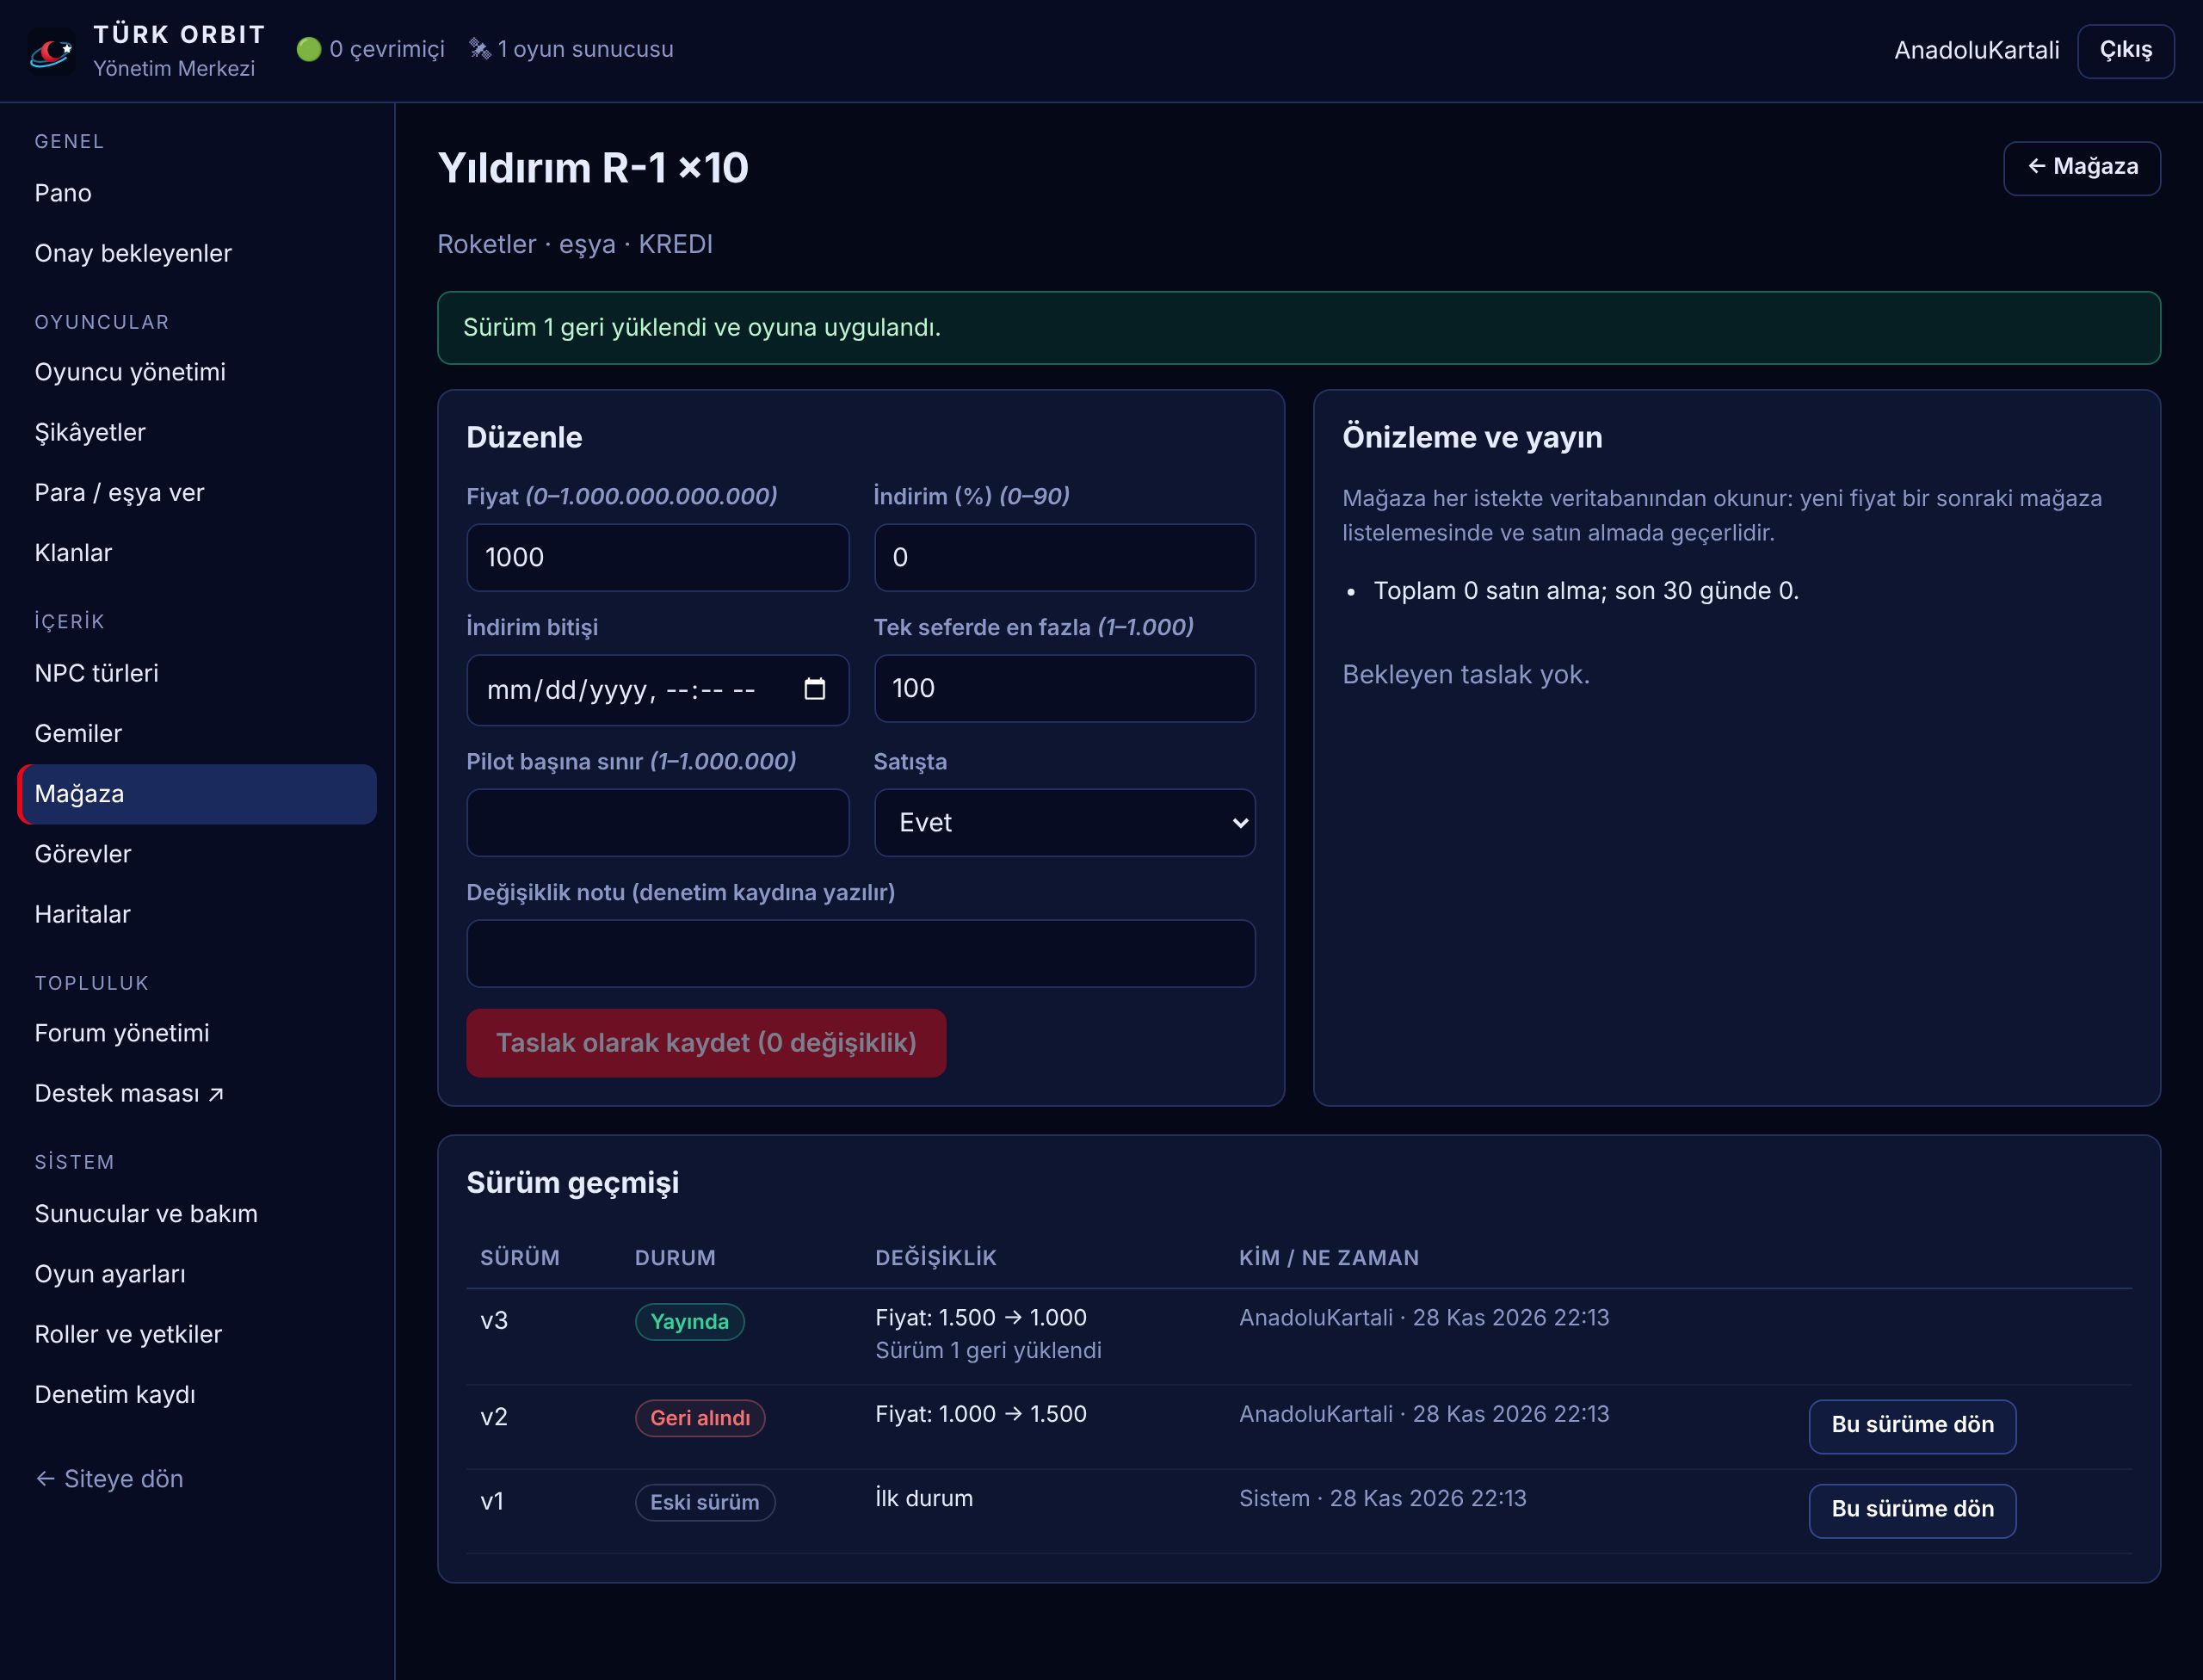 TÜRK ORBIT
Yönetim Merkezi
0 çevrimiçi
1 oyun sunucusu
AnadoluKartali
Çıkış
GENEL
Pano
Onay bekleyenler
OYUNCULAR
Oyuncu yönetimi
Şikâyetler
Para / eşya ver
Klanlar
İÇERİK
NPC türleri
Gemiler
Mağaza
Görevler
Haritalar
TOPLULUK
Forum yönetimi
Destek masası ↗
SİSTEM
Sunucular ve bakım
Oyun ayarları
Roller ve yetkiler
Denetim kaydı
← Siteye dön
Yıldırım R-1 ×10
← Mağaza
Roketler · eşya · KREDI
Sürüm 1 geri yüklendi ve oyuna uygulandı.
Düzenle
Fiyat (0–1.000.000.000.000)
1000
İndirim (%) (0–90)
0
İndirim bitişi
mm/dd/yyyy, --:-- --
Tek seferde en fazla (1–1.000)
100
Pilot başına sınır (1–1.000.000)
Satışta
Evet
Değişiklik notu (denetim kaydına yazılır)
Taslak olarak kaydet (0 değişiklik)
Önizleme ve yayın
Mağaza her istekte veritabanından okunur: yeni fiyat bir sonraki mağaza
listelemesinde ve satın almada geçerlidir.
• Toplam 0 satın alma; son 30 günde 0.
Bekleyen taslak yok.
Sürüm geçmişi
SÜRÜM DURUM DEĞİŞİKLİK KİM / NE ZAMAN
v3 Yayında Fiyat: 1.500 → 1.000 AnadoluKartali · 28 Kas 2026 22:13
Sürüm 1 geri yüklendi
v2 Geri alındı Fiyat: 1.000 → 1.500 AnadoluKartali · 28 Kas 2026 22:13 Bu sürüme dön
v1 Eski sürüm İlk durum Sistem · 28 Kas 2026 22:13 Bu sürüme dön